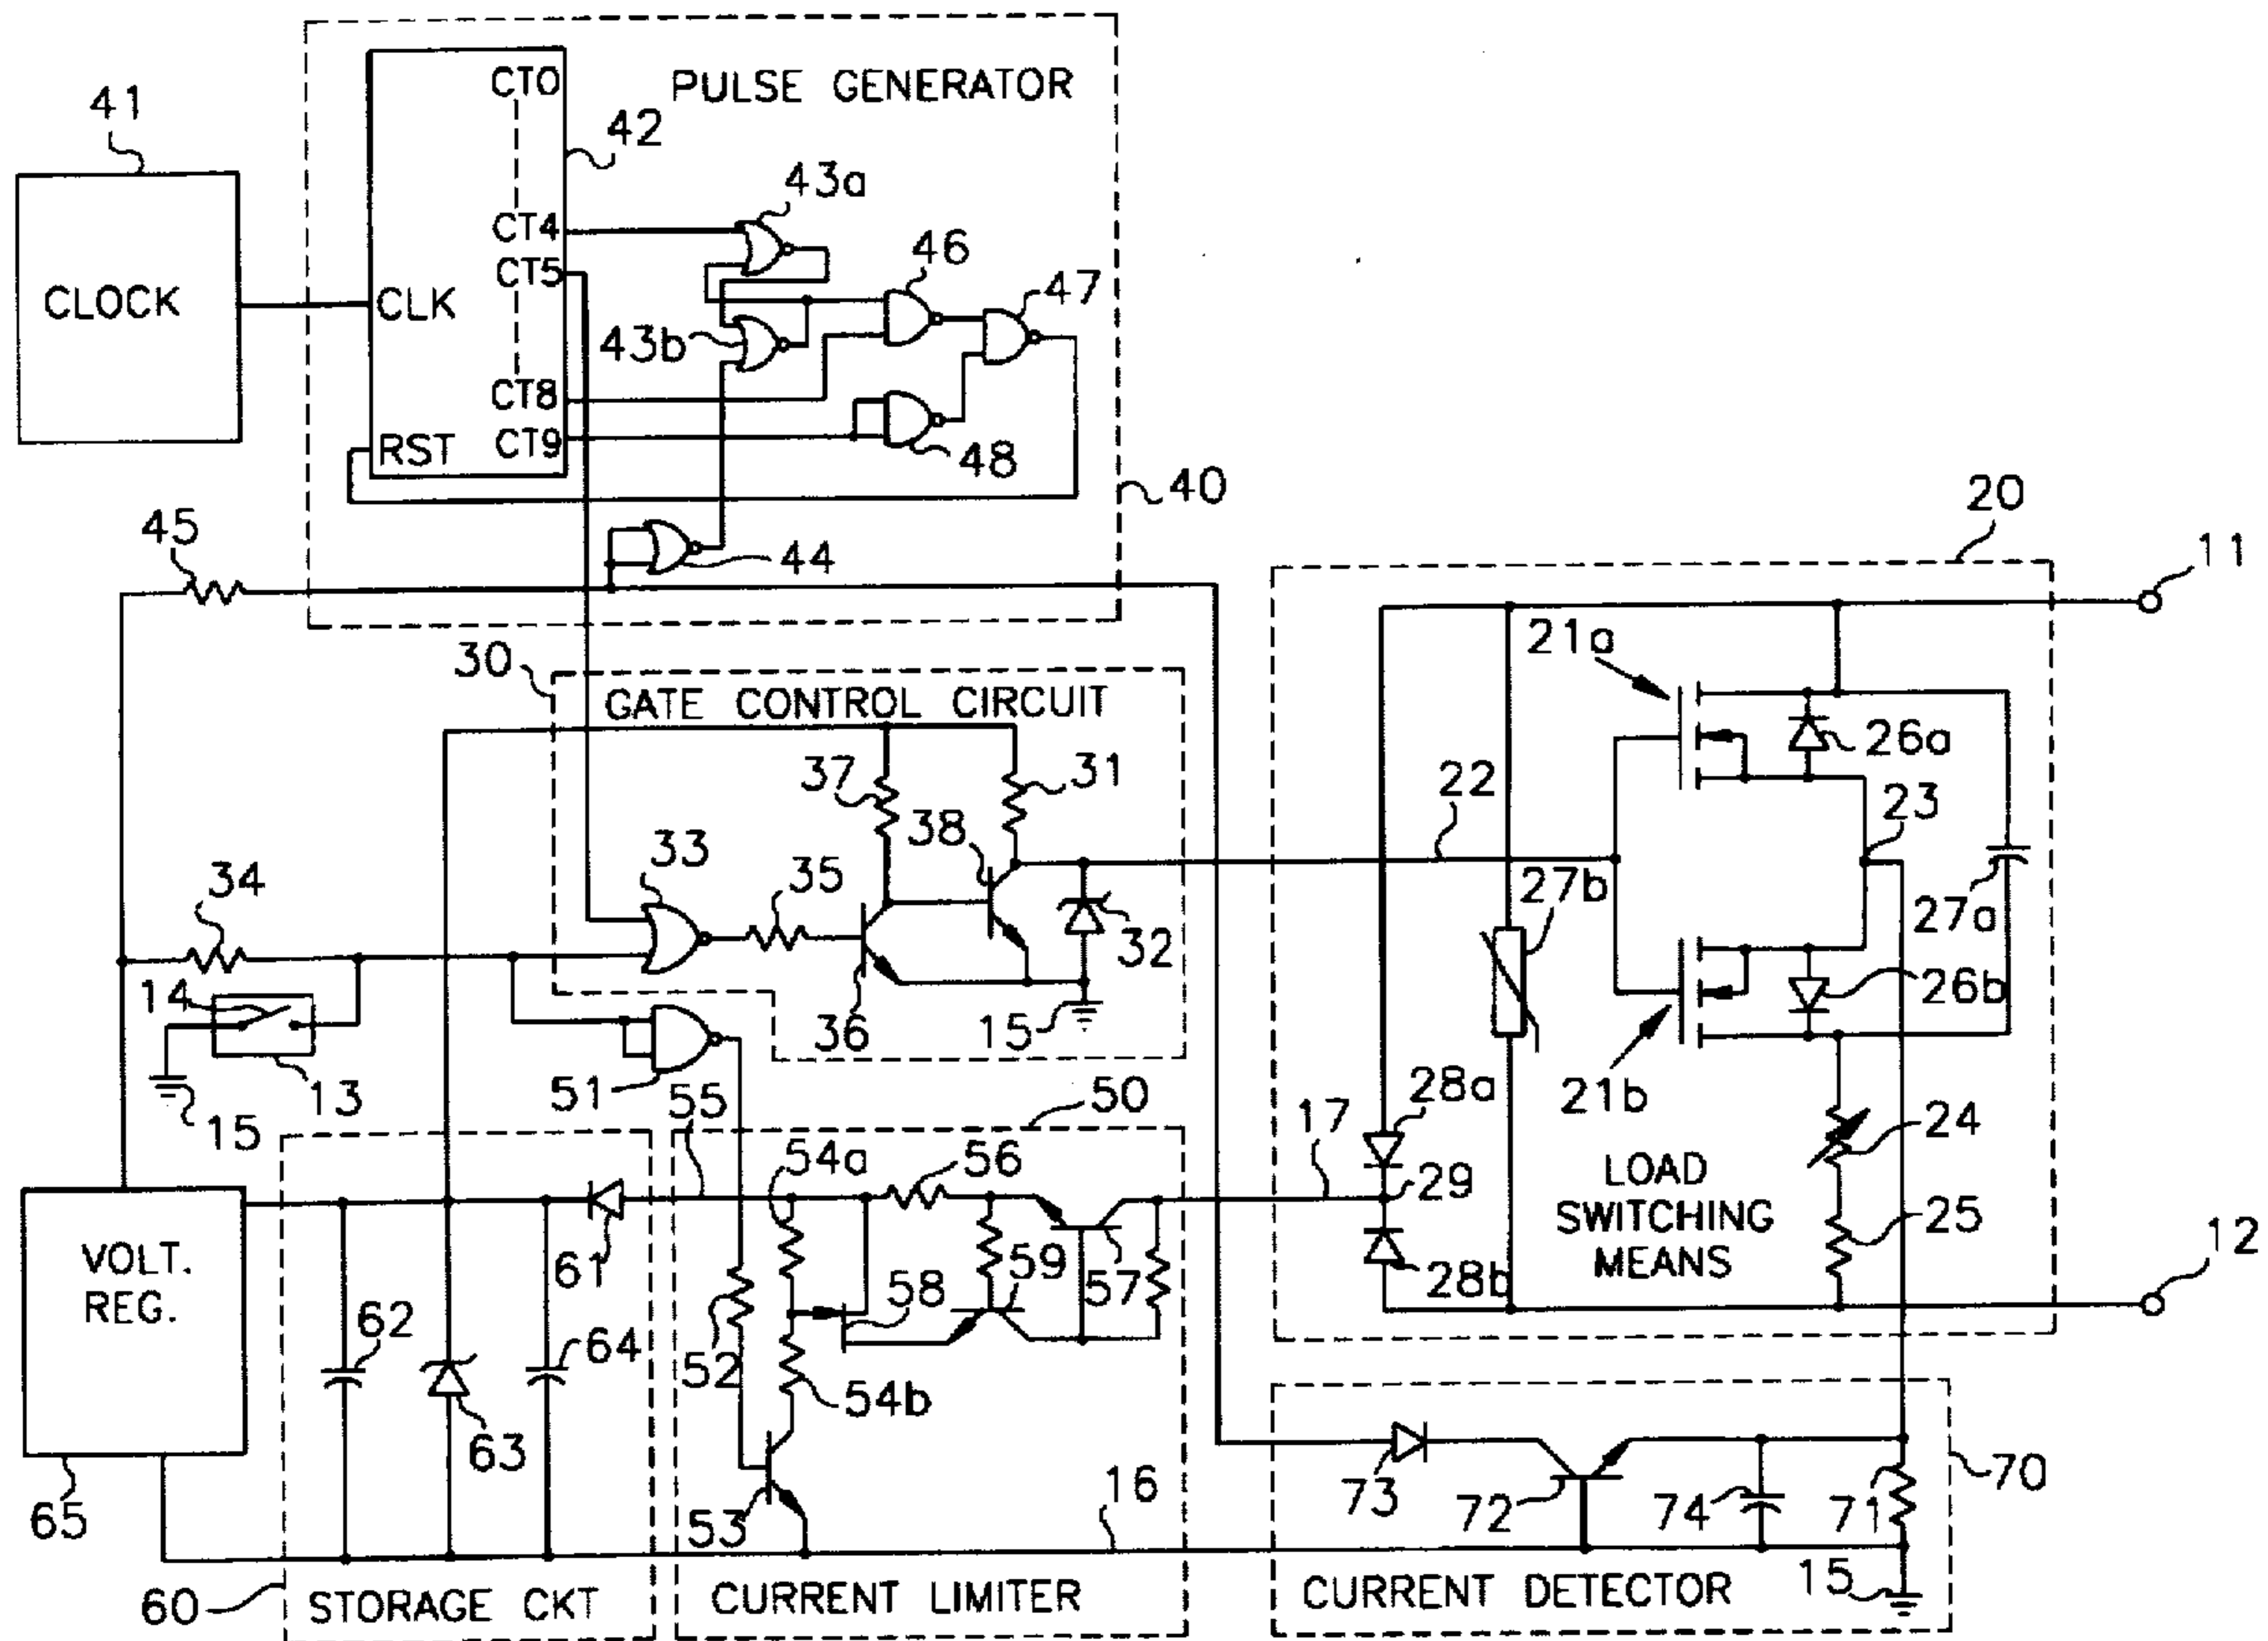 PULSE GENERATOR
41
CLOCK
CT0
CT4
CT5
CT8
CT9
CLK
RST
42
43a
43b
46
47
48
44
40
45
30
GATE CONTROL CIRCUIT
37
31
38
33
35
36
32
15
34
14
13
15
51
20
11
21a
26a
22
23
27b
27a
26b
21b
28a
24
17
29
LOAD
SWITCHING
MEANS
25
28b
12
55
50
54a
56
VOLT.
REG.
61
58
59
57
62
64
52
54b
63
53
65
16
60
STORAGE CKT
CURRENT LIMITER
73
72
74
71
70
CURRENT DETECTOR
15